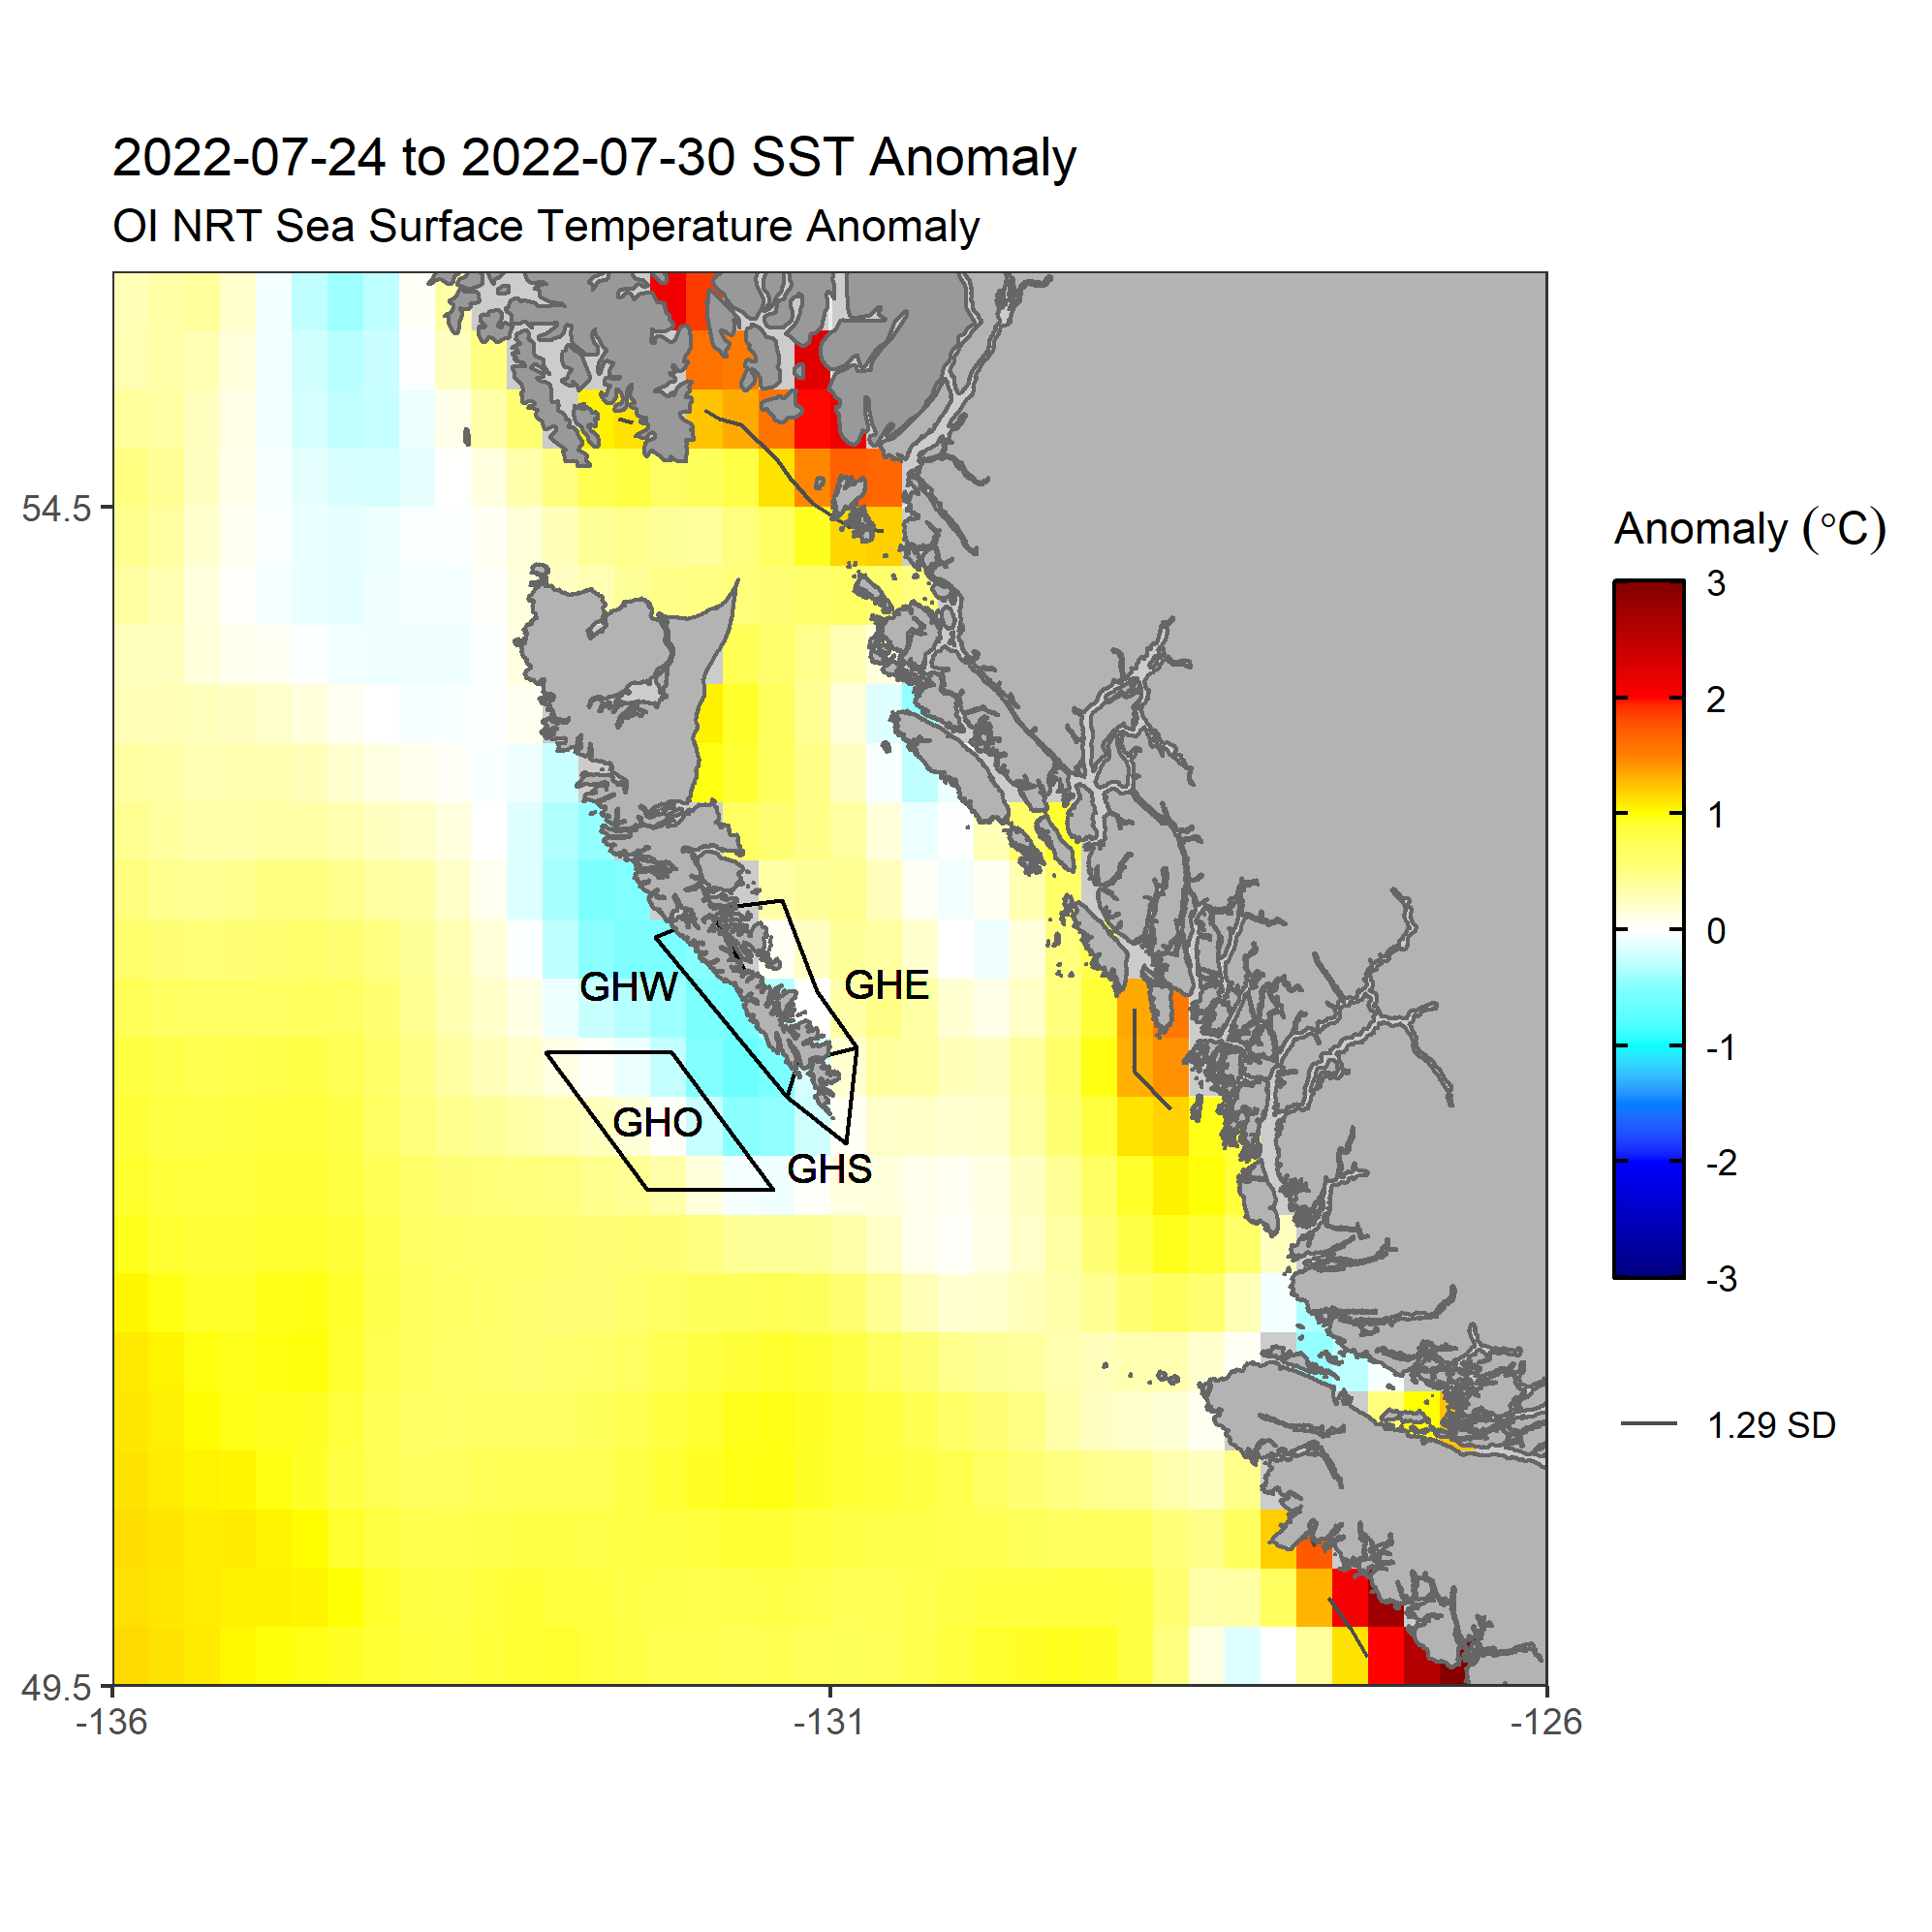 2022-07-24 to 2022-07-30 SST Anomaly
OI NRT Sea Surface Temperature Anomaly
54.5
49.5
-136
-131
-126
GHW
GHE
GHO
GHS
Anomaly (°C)
3
2
1
0
-1
-2
-3
1.29 SD